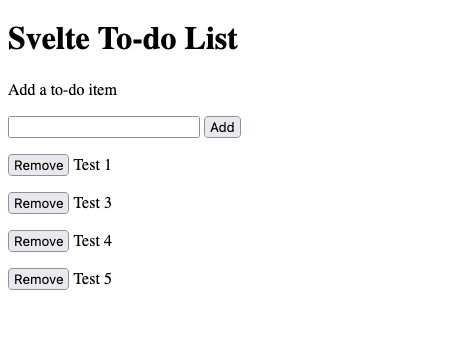 Svelte To-do List
Add a to-do item
Add
Remove Test 1
Remove Test 3
Remove Test 4
Remove Test 5